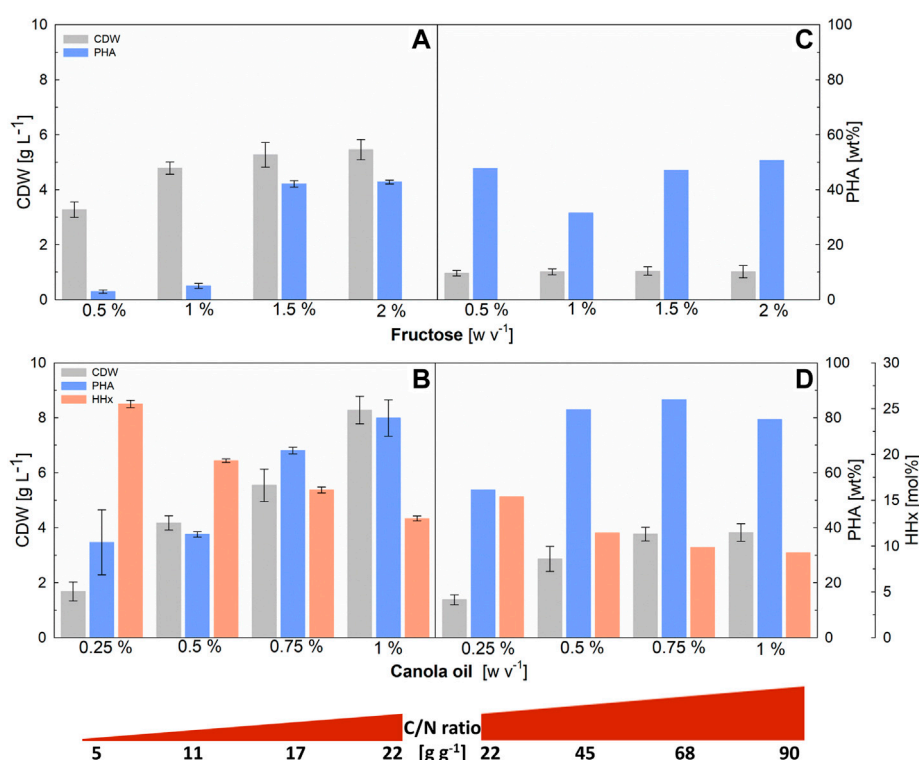 A
C
CDW
PHA
CDW [g L⁻¹]
10
8
6
4
2
0
100
80
60
40
20
0
PHA [wt%]
0.5 % 1 % 1.5 % 2 % 0.5 % 1 % 1.5 % 2 %
Fructose [w v⁻¹]
B
D
CDW
PHA
HHx
CDW [g L⁻¹]
10
8
6
4
2
0
100
80
60
40
20
0
PHA [wt%]
30
25
20
15
10
5
0
HHx [mol%]
0.25 % 0.5 % 0.75 % 1 % 0.25 % 0.5 % 0.75 % 1 %
Canola oil [w v⁻¹]
C/N ratio
5 11 17 22 [g g⁻¹] 22 45 68 90